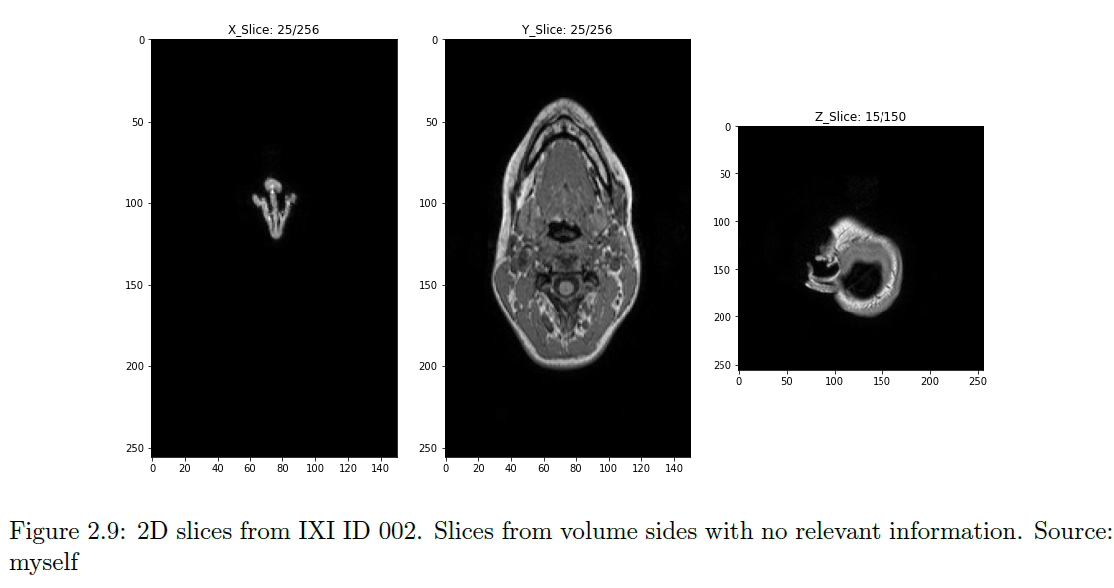 X_Slice: 25/256
0
50
100
150
200
250
0 20 40 60 80 100 120 140
Y_Slice: 25/256
0
50
100
150
200
250
0 20 40 60 80 100 120 140
Z_Slice: 15/150
0
50
100
150
200
250
0 50 100 150 200 250
Figure 2.9: 2D slices from IXI ID 002. Slices from volume sides with no relevant information. Source:
myself